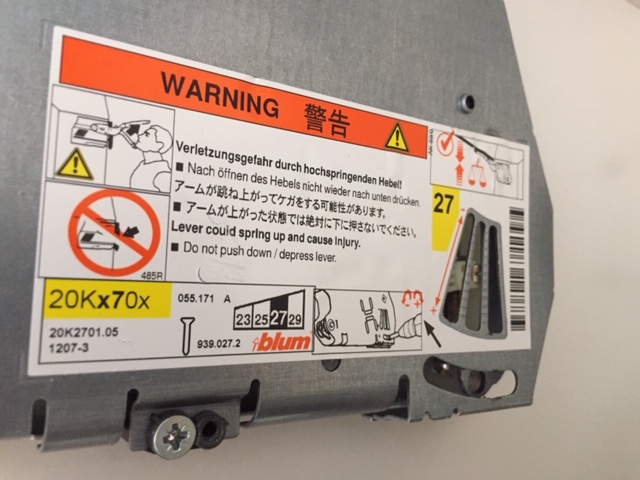 WARNING 警告
Verletzungsgefahr durch hochspringenden Hebel!
■ Nach öffnen des Hebels nicht wieder nach unten drücken.
アームが跳ね上がってケガをする可能性があります。
■ アームが上がった状態では絶対に下に押さないでください。
Lever could spring up and cause injury.
■ Do not push down / depress lever.
485R
27
20Kx70x
055.171 A
23 25 27 29
20K2701.05
1207-3
939.027.2
blum